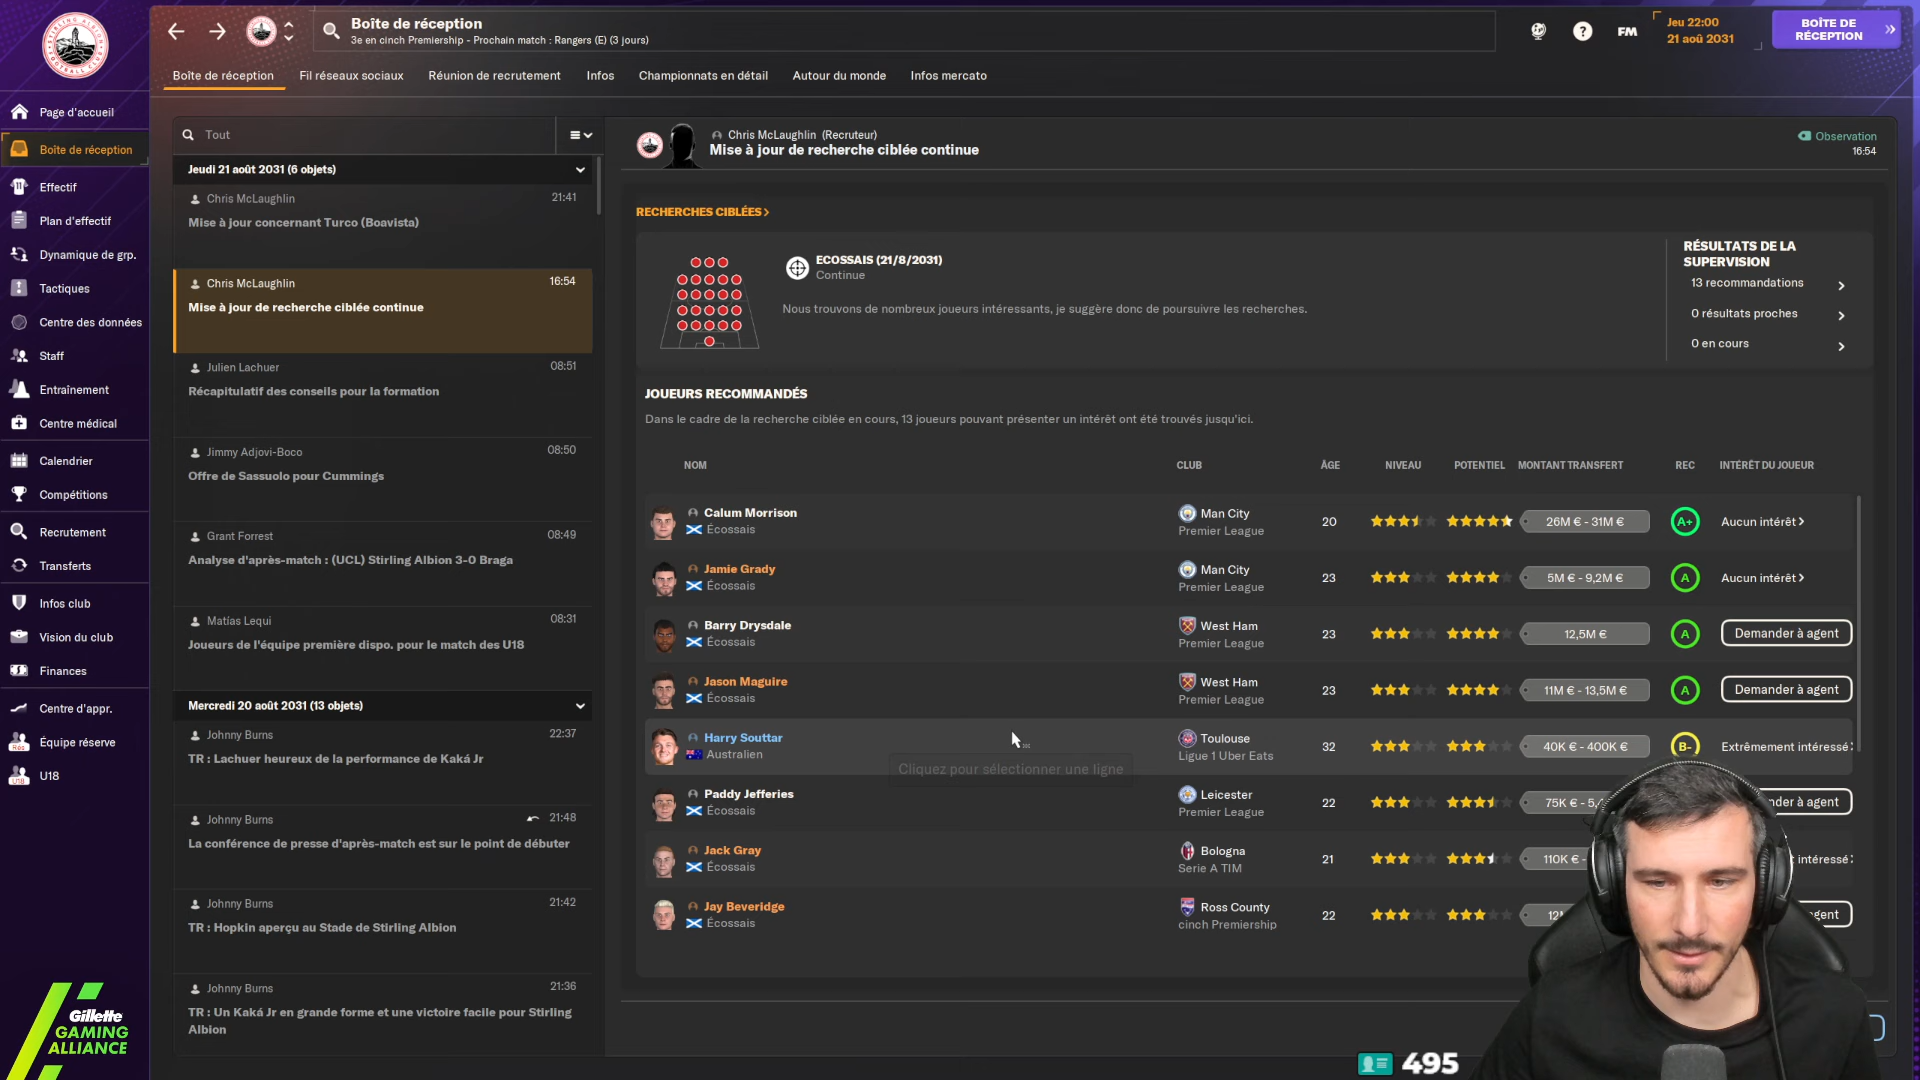 Boîte de réception
3e en cinch Premiership - Prochain match : Rangers (E) (3 jours)
FM
Jeu 22:00
21 aoû 2031
BOÎTE DE
RÉCEPTION
Boîte de réception
Fil réseaux sociaux
Réunion de recrutement
Infos
Championnats en détail
Autour du monde
Infos mercato
Page d'accueil
Boîte de réception
Effectif
Plan d'effectif
Dynamique de grp.
Tactiques
Centre des données
Staff
Entraînement
Centre médical
Calendrier
Compétitions
Recrutement
Transferts
Infos club
Vision du club
Finances
Centre d'appr.
Équipe réserve
U18
Gillette
GAMING
ALLIANCE
Tout
Jeudi 21 août 2031 (6 objets)
Chris McLaughlin 21:41
Mise à jour concernant Turco (Boavista)
Chris McLaughlin 16:54
Mise à jour de recherche ciblée continue
Julien Lachuer 08:51
Récapitulatif des conseils pour la formation
Jimmy Adjovi-Boco 08:50
Offre de Sassuolo pour Cummings
Grant Forrest 08:49
Analyse d'après-match : (UCL) Stirling Albion 3-0 Braga
Matías Lequi 08:31
Joueurs de l'équipe première dispo. pour le match des U18
Mercredi 20 août 2031 (13 objets)
Johnny Burns 22:37
TR : Lachuer heureux de la performance de Kaká Jr
Johnny Burns 21:48
La conférence de presse d'après-match est sur le point de débuter
Johnny Burns 21:42
TR : Hopkin aperçu au Stade de Stirling Albion
Johnny Burns 21:36
TR : Un Kaká Jr en grande forme et une victoire facile pour Stirling
Albion
Chris McLaughlin (Recruteur)
Mise à jour de recherche ciblée continue
Observation
16:54
RECHERCHES CIBLÉES >
ECOSSAIS (21/8/2031)
Continue
Nous trouvons de nombreux joueurs intéressants, je suggère donc de poursuivre les recherches.
RÉSULTATS DE LA
SUPERVISION
13 recommandations
0 résultats proches
0 en cours
JOUEURS RECOMMANDÉS
Dans le cadre de la recherche ciblée en cours, 13 joueurs pouvant présenter un intérêt ont été trouvés jusqu'ici.
NOM CLUB ÂGE NIVEAU POTENTIEL MONTANT TRANSFERT REC INTÉRÊT DU JOUEUR
Calum Morrison Man City 20 26M € - 31M € A+ Aucun intérêt >
Écossais Premier League
Jamie Grady Man City 23 5M € - 9,2M € A Aucun intérêt >
Écossais Premier League
Barry Drysdale West Ham 23 12,5M € A Demander à agent
Écossais Premier League
Jason Maguire West Ham 23 11M € - 13,5M € A Demander à agent
Écossais Premier League
Harry Souttar Toulouse 32 40K € - 400K € B- Extrêmement intéressé
Australien Ligue 1 Uber Eats
Cliquez pour sélectionner une ligne
Paddy Jefferies Leicester 22 75K € - agent
Écossais Premier League
Jack Gray Bologna 21 110K € - intéressé
Écossais Serie A TIM
Jay Beveridge Ross County 22 agent
Écossais cinch Premiership
495